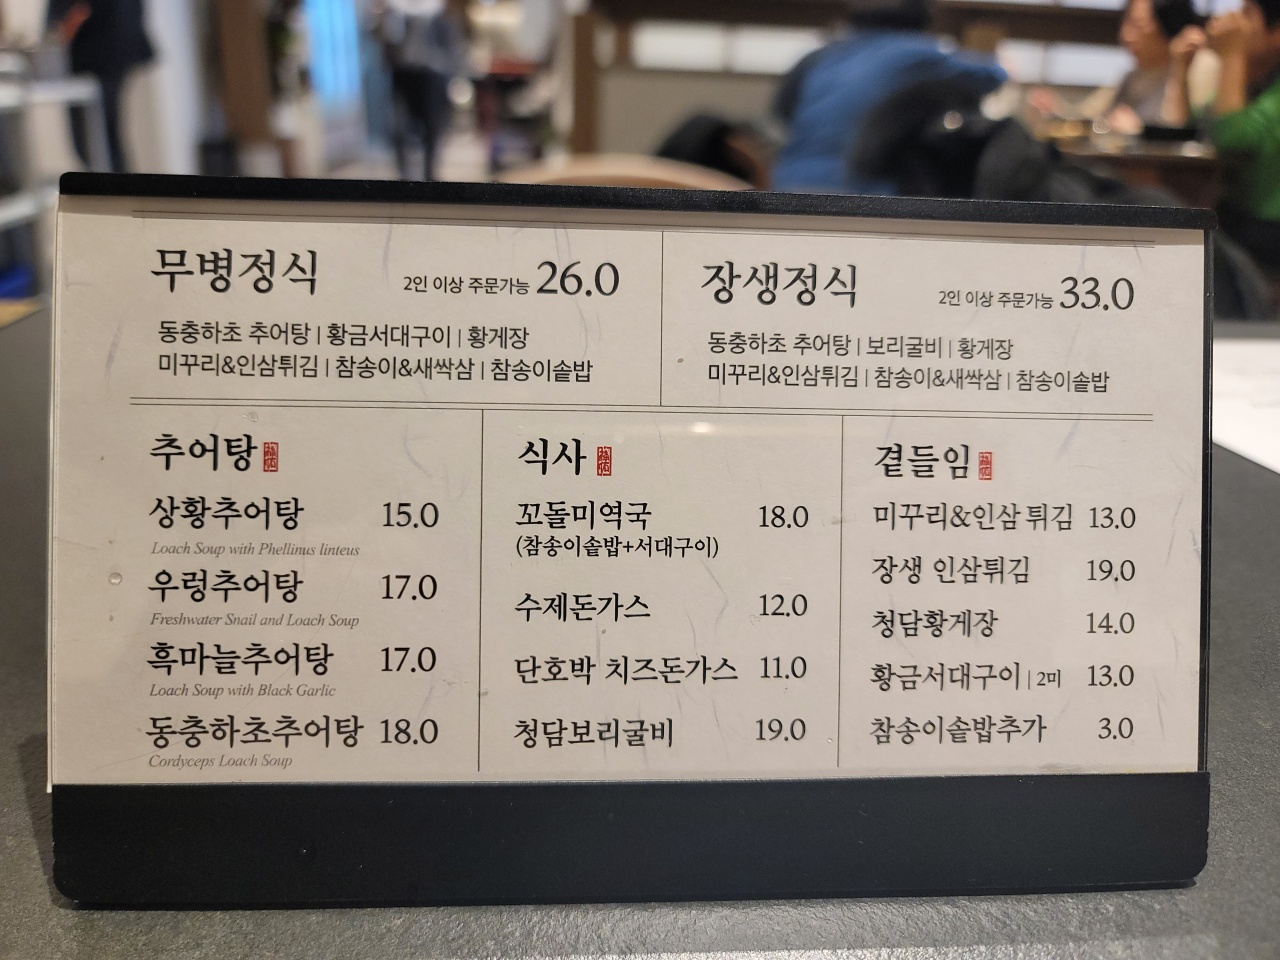 무병정식 2인 이상 주문가능 26.0
동충하초 추어탕 | 황금서대구이 | 황게장
미꾸리&인삼튀김 | 참송이&새싹삼 | 참송이솥밥
장생정식 2인 이상 주문가능 33.0
동충하초 추어탕 | 보리굴비 | 황게장
미꾸리&인삼튀김 | 참송이&새싹삼 | 참송이솥밥
추어탕
상황추어탕 15.0
Loach Soup with Phellinus linteus
우렁추어탕 17.0
Freshwater Snail and Loach Soup
흑마늘추어탕 17.0
Loach Soup with Black Garlic
동충하초추어탕 18.0
Cordyceps Loach Soup
식사
꼬돌미역국 18.0
(참송이솥밥+서대구이)
수제돈가스 12.0
단호박 치즈돈가스 11.0
청담보리굴비 19.0
곁들임
미꾸리&인삼 튀김 13.0
장생 인삼튀김 19.0
청담황게장 14.0
황금서대구이 | 2미 13.0
참송이솥밥추가 3.0